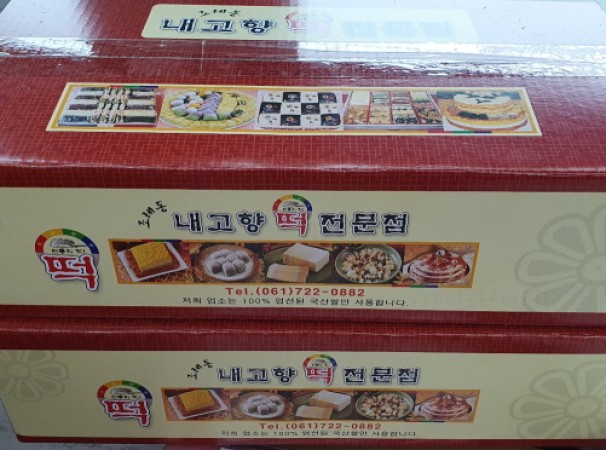 조례동
내고향
조례동
내고향 떡 전문점
떡
Tel.(061)722-0882
저희 업소는 100% 엄선된 국산쌀만 사용합니다.
조례동
내고향 떡 전문점
떡
Tel.(061)722-0882
저희 업소는 100% 엄선된 국산쌀만 사용합니다